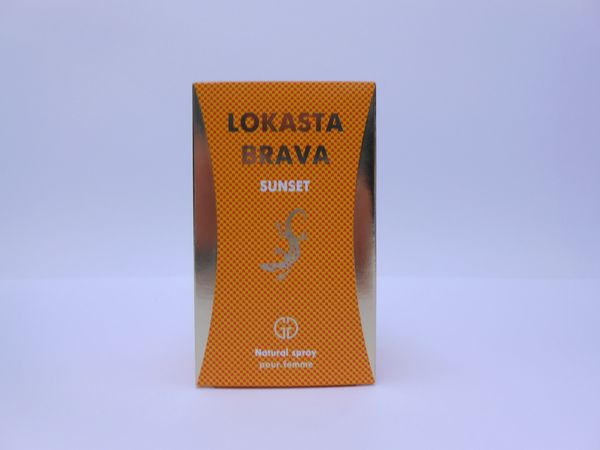 LOKASTA
BRAVA
SUNSET
Natural spray
pour femme